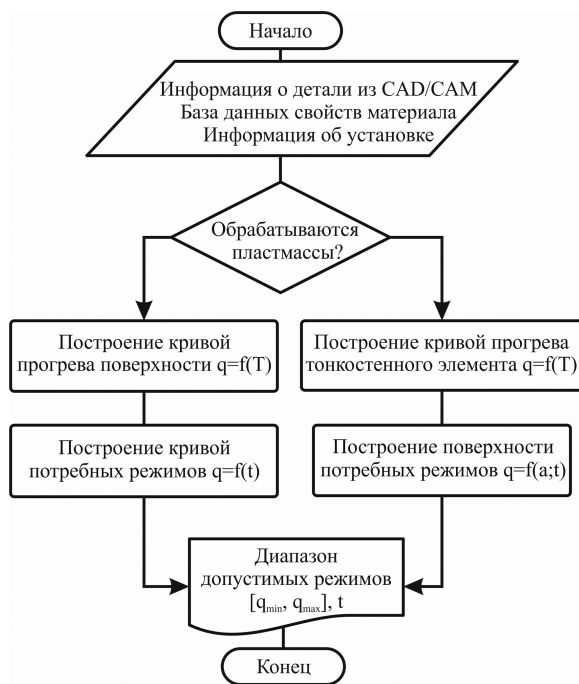 Начало
Информация о детали из CAD/CAM
База данных свойств материала
Информация об установке
Обрабатываются
пластмассы?
Построение кривой
прогрева поверхности q=f(T)
Построение кривой прогрева
тонкостенного элемента q=f(T)
Построение кривой
потребных режимов q=f(t)
Построение поверхности
потребных режимов q=f(a;t)
Диапазон
допустимых режимов
[qmin, qmax], t
Конец